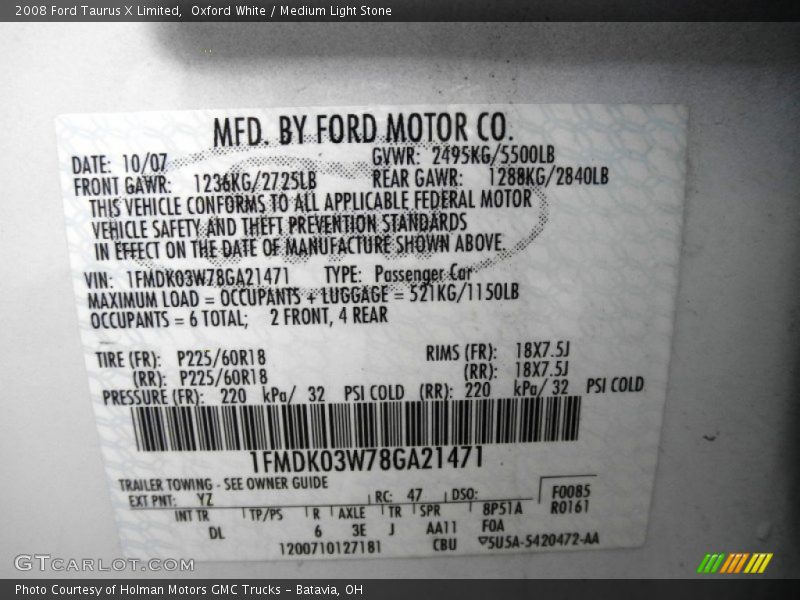 2008 Ford Taurus X Limited,  Oxford White / Medium Light Stone
MFD. BY FORD MOTOR CO.
DATE: 10/07 GVWR: 2495KG/5500LB
FRONT GAWR: 1236KG/2725LB REAR GAWR: 1288KG/2840LB
THIS VEHICLE CONFORMS TO ALL APPLICABLE FEDERAL MOTOR
VEHICLE SAFETY AND THEFT PREVENTION STANDARDS
IN EFFECT ON THE DATE OF MANUFACTURE SHOWN ABOVE.
VIN: 1FMDK03W78GA21471 TYPE: Passenger Car
MAXIMUM LOAD = OCCUPANTS + LUGGAGE = 521KG/1150LB
OCCUPANTS = 6 TOTAL; 2 FRONT, 4 REAR
TIRE (FR): P225/60R18 RIMS (FR): 18X7.5J
(RR): P225/60R18 (RR): 18X7.5J
PRESSURE (FR): 220 kPa/ 32 PSI COLD (RR): 220 kPa/ 32 PSI COLD
1FMDK03W78GA21471
TRAILER TOWING - SEE OWNER GUIDE
EXT PNT: YZ RC: 47 DSO: F0085
INT TR TP/PS R AXLE TR SPR 8P51A R0161
DL 6 3E J AA11 F0A
1200710127181 CBU 5U5A-5420472-AA
GTCARLOT.COM
Photo Courtesy of Holman Motors GMC Trucks – Batavia, OH